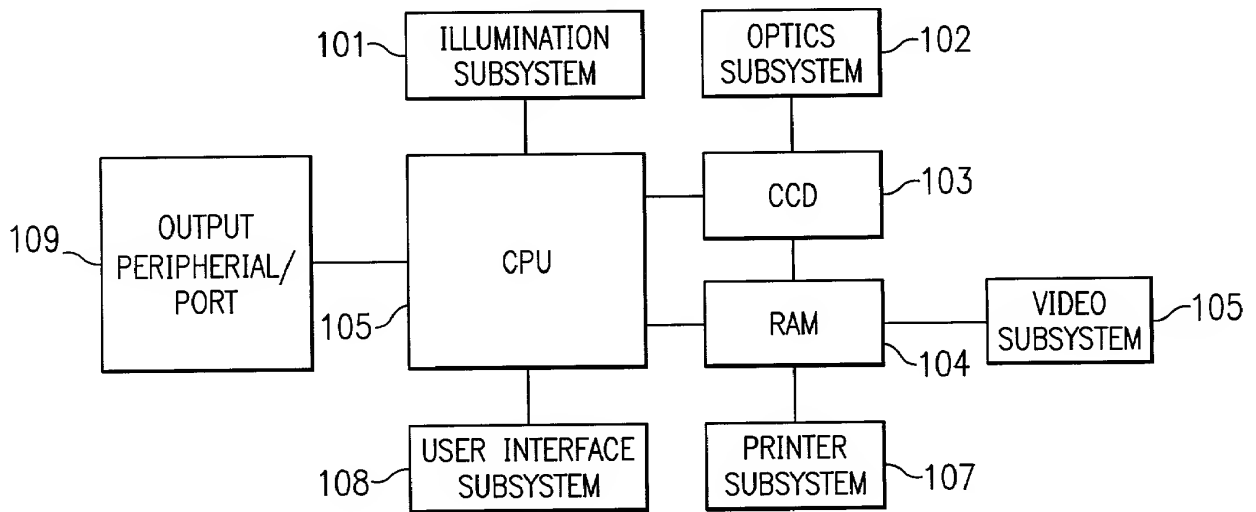 101
ILLUMINATION
SUBSYSTEM
OPTICS
SUBSYSTEM
102
109
OUTPUT
PERIPHERIAL/
PORT
CPU
105
CCD
103
RAM
104
VIDEO
SUBSYSTEM
105
108
USER INTERFACE
SUBSYSTEM
PRINTER
SUBSYSTEM
107